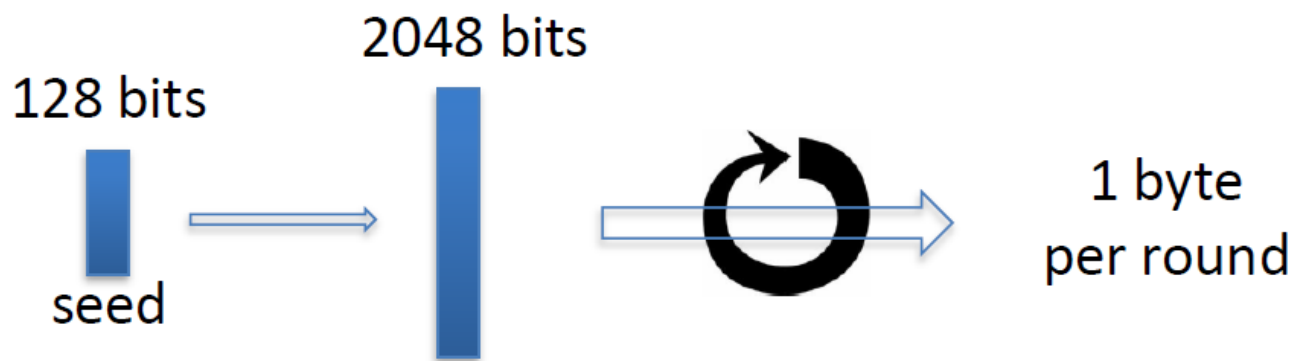 128 bits
seed
2048 bits
1 byte
per round